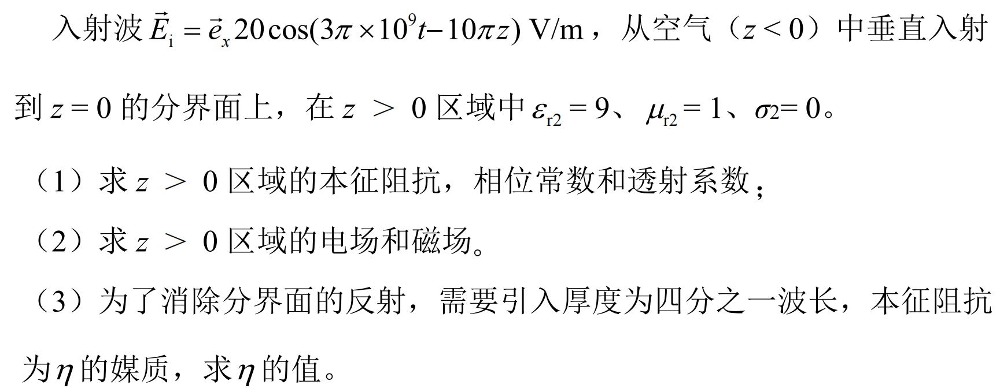 入射波 $\vec{E}_{\mathrm{i}} = \vec{e}_x 20\cos(3\pi \times 10^9 t - 10\pi z)$ V/m，从空气（z < 0）中垂直入射
到 z = 0 的分界面上，在 z > 0 区域中 $\varepsilon_{\mathrm{r2}}$ = 9、 $\mu_{\mathrm{r2}}$ = 1、σ2= 0。
（1）求 z > 0 区域的本征阻抗，相位常数和透射系数；
（2）求 z > 0 区域的电场和磁场。
（3）为了消除分界面的反射，需要引入厚度为四分之一波长，本征阻抗
为 η 的媒质，求 η 的值。